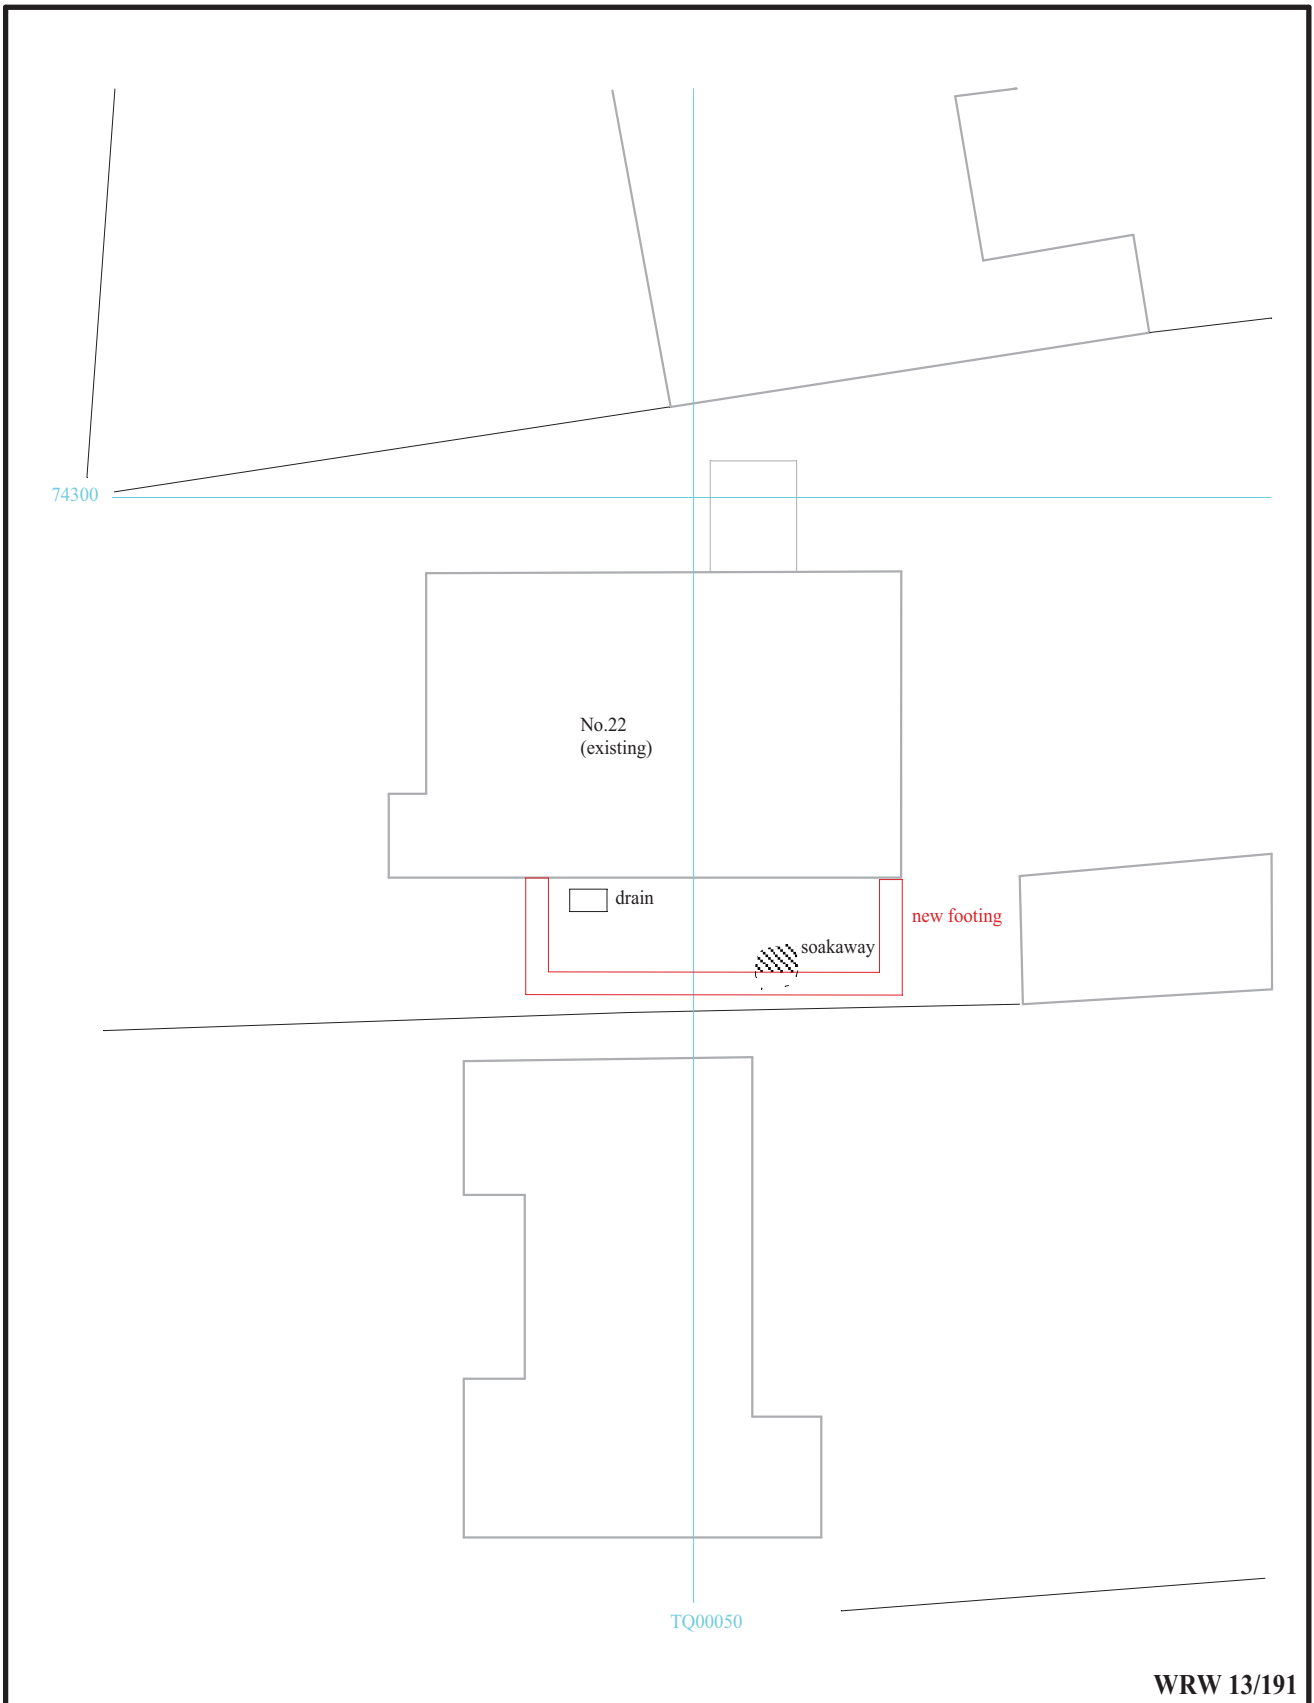 74300
No.22
(existing)
drain
new footing
soakaway
TQ00050
WRW 13/191